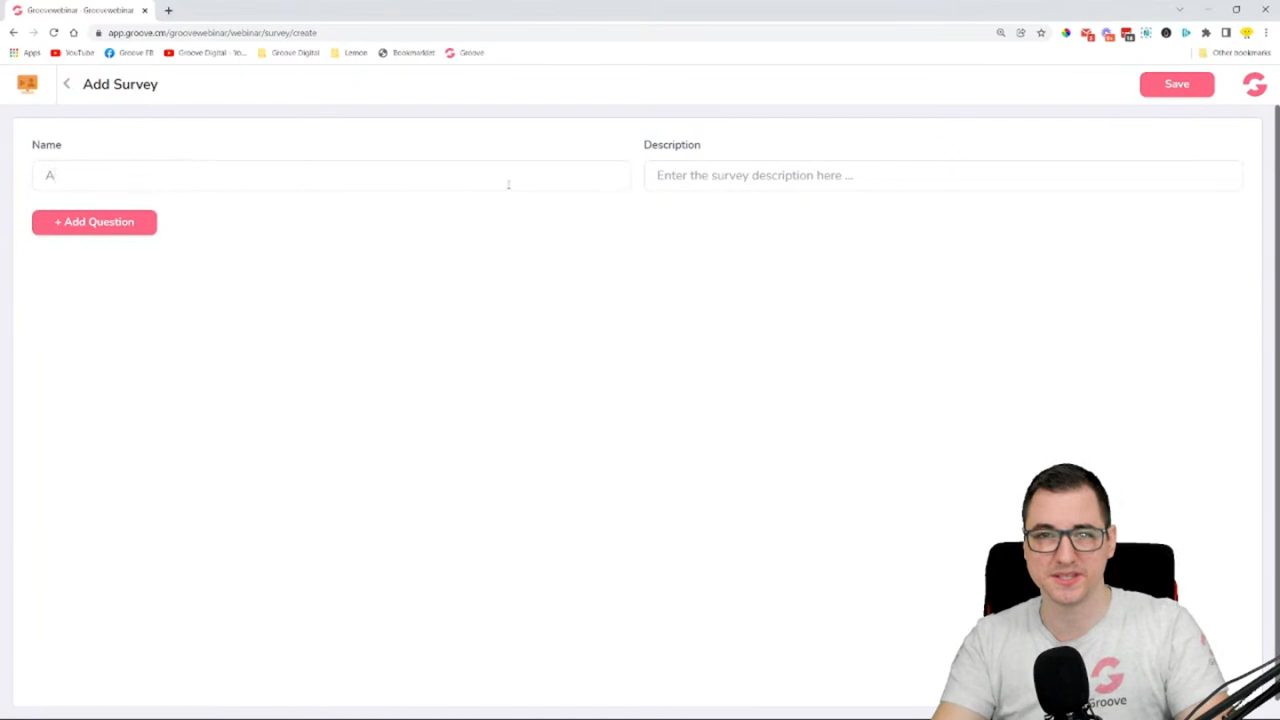 Groovewebinar - Groovewebinar
app.groove.cm/groovewebinar/webinar/survey/create
Apps YouTube Groove FB Groove Digital - Yo... Groove Digital Lemon Bookmarklet Groove Other bookmarks
Add Survey
Save
Name
Description
A
Enter the survey description here ...
+ Add Question
Groove